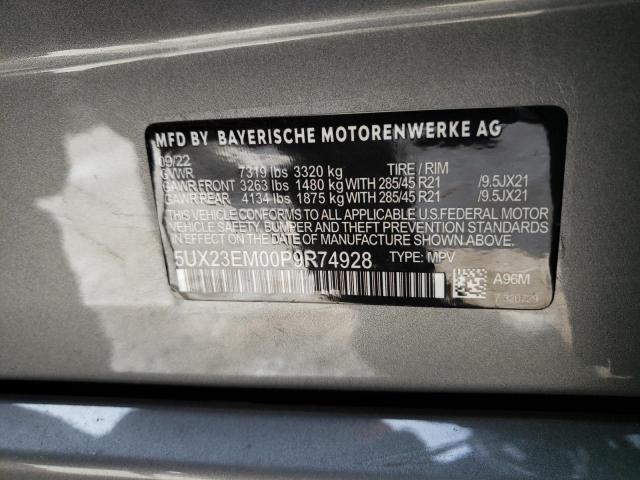 MFD BY BAYERISCHE MOTORENWERKE AG
09/22
GVWR 7319 lbs 3320 kg TIRE / RIM
GAWR FRONT 3263 lbs 1480 kg WITH 285/45 R21 /9.5JX21
GAWR REAR 4134 lbs 1875 kg WITH 285/45 R21 /9.5JX21
THIS VEHICLE CONFORMS TO ALL APPLICABLE U.S. FEDERAL MOTOR
VEHICLE SAFETY, BUMPER, AND THEFT PREVENTION STANDARDS
IN EFFECT ON THE DATE OF MANUFACTURE SHOWN ABOVE.
5UX23EM00P9R74928 TYPE: MPV
A96M
7 320729